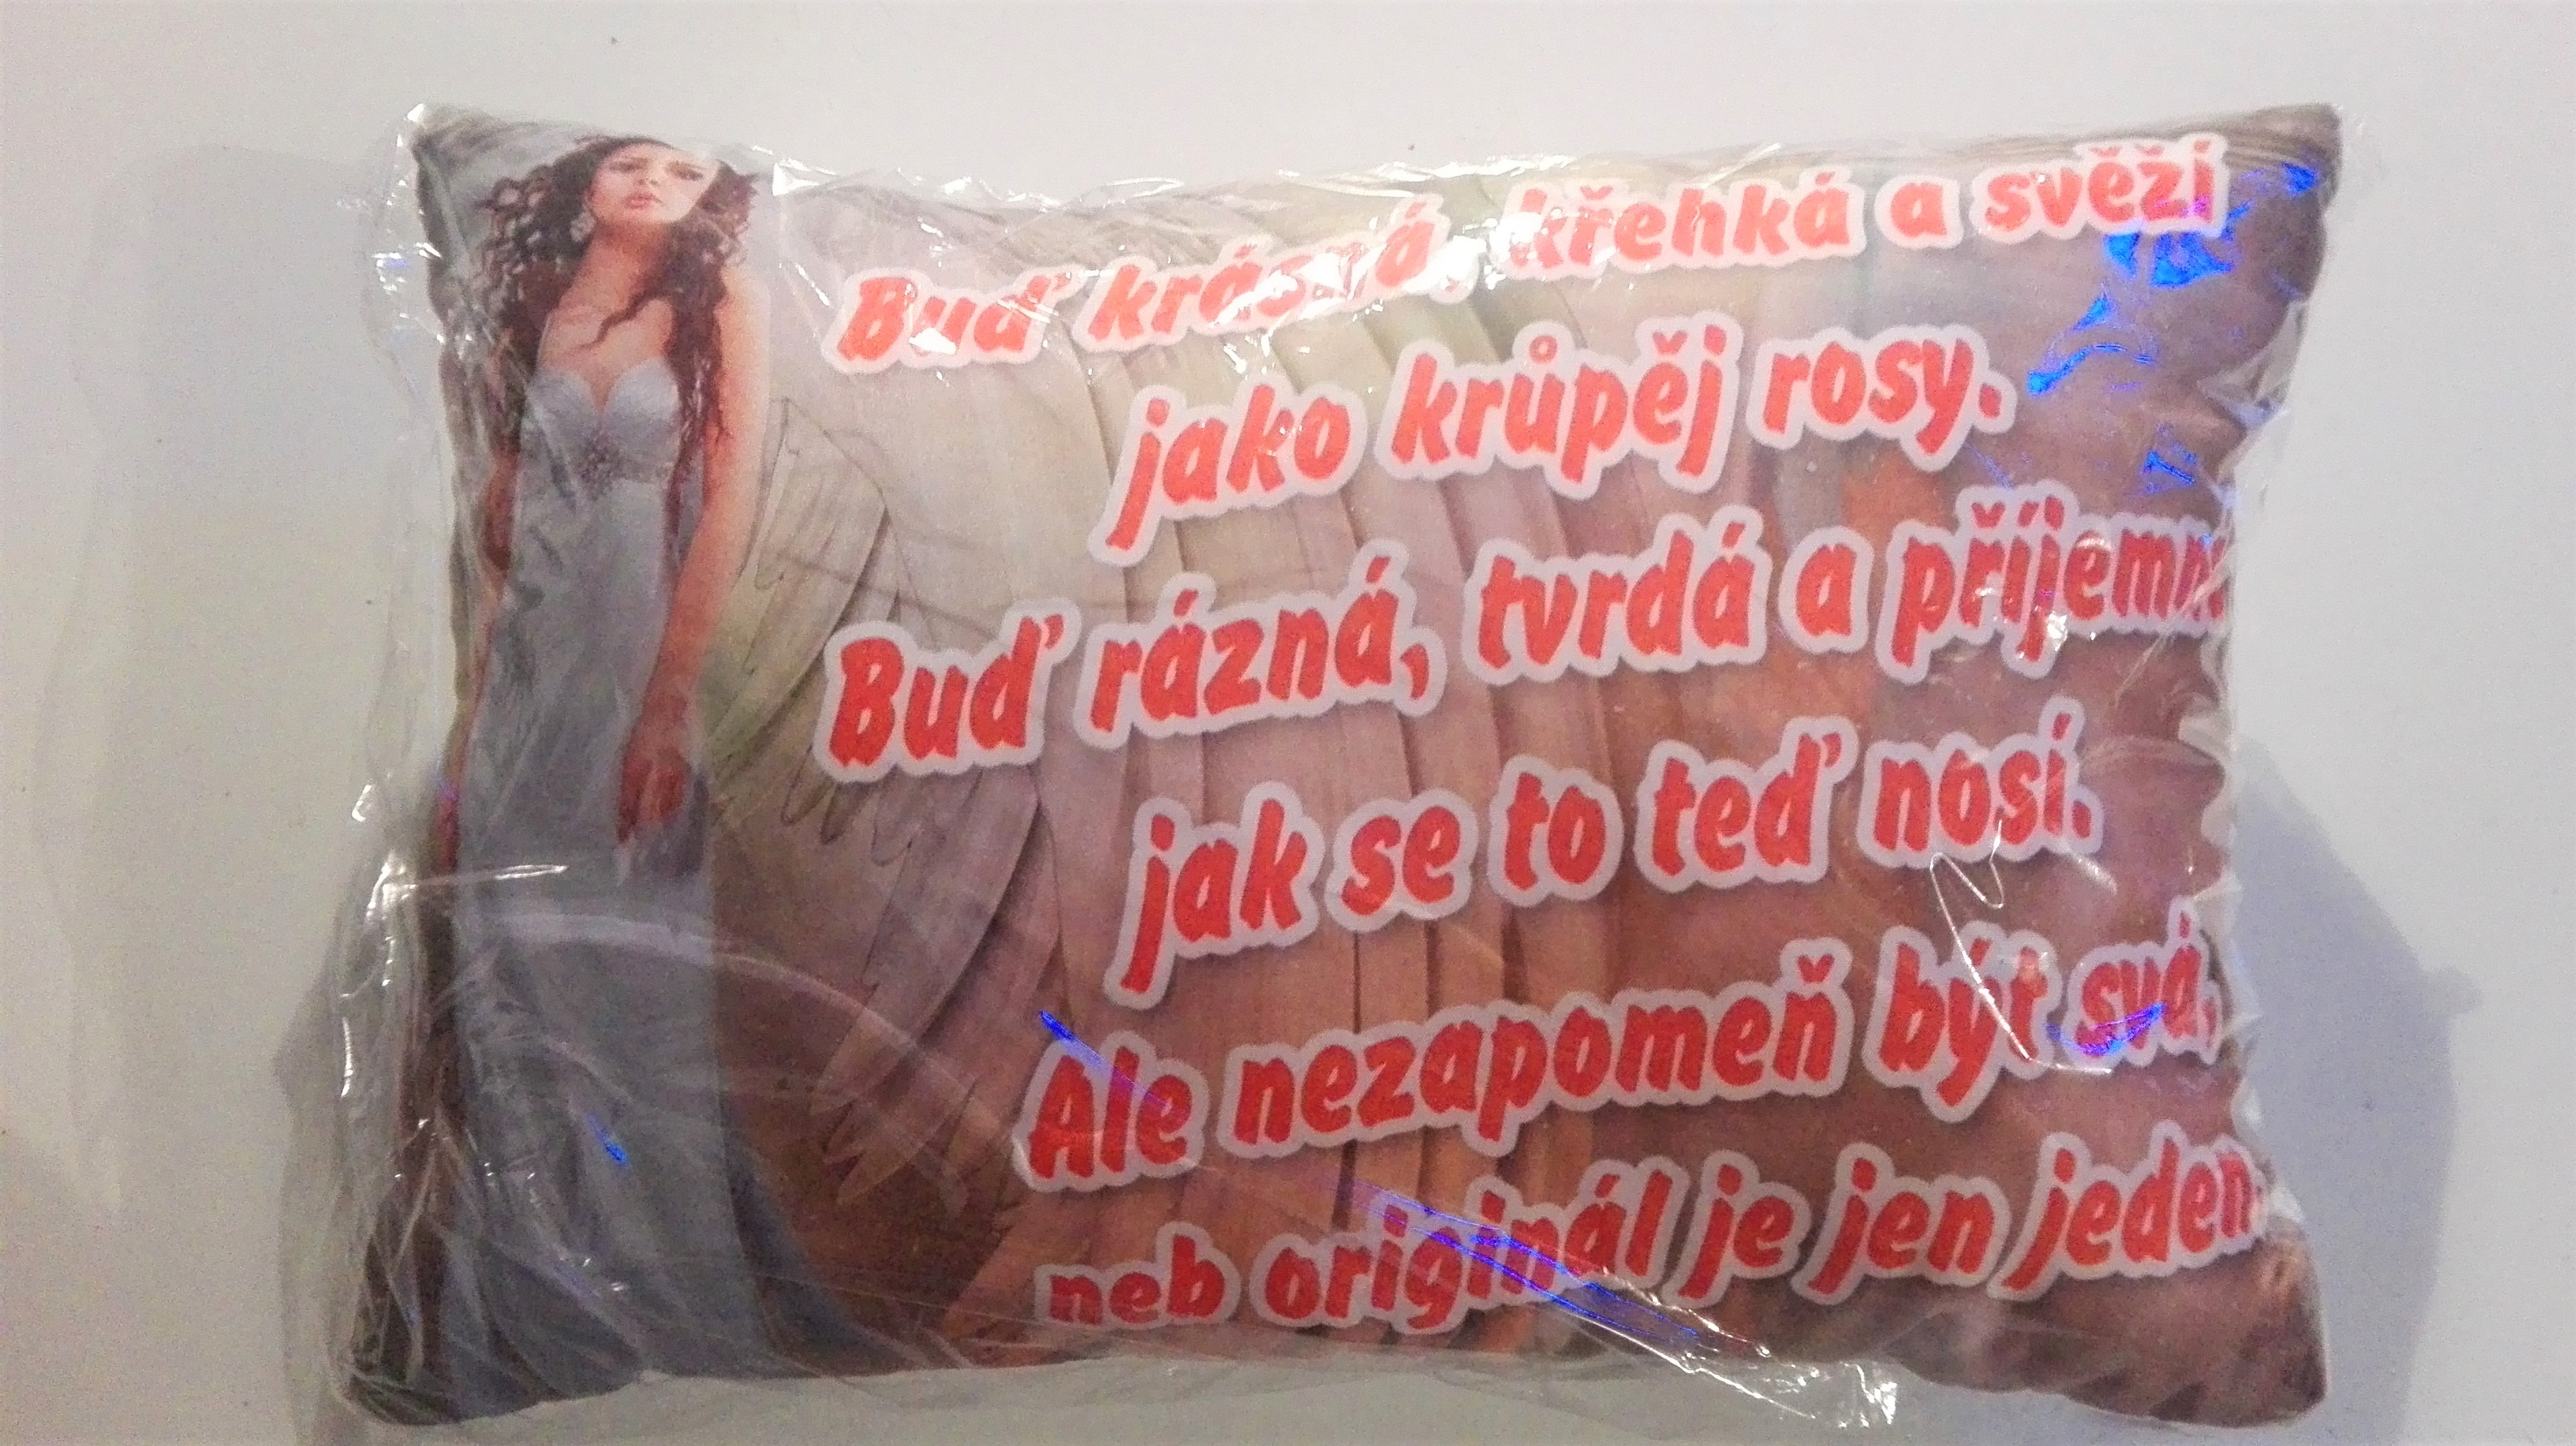 Buď krásná, křehká a svěží
jako krůpěj rosy.
Buď rázná, tvrdá a
jak se to teď nosí.
Ale nezapomeň být svá,
neb originál je jen jeden.